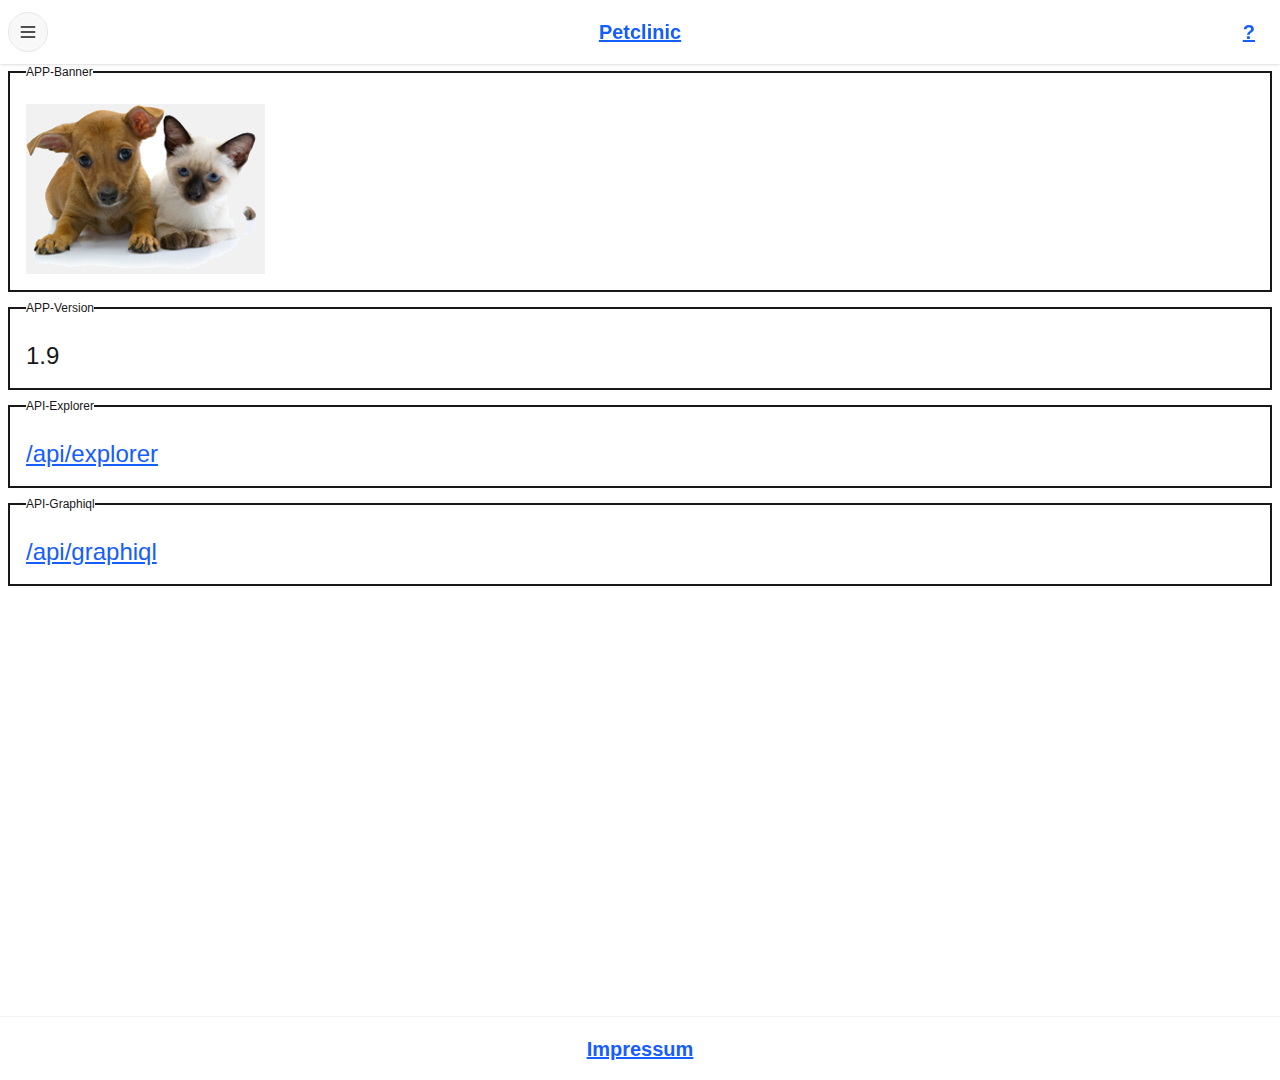 Petclinic
?
APP-Banner
APP-Version
1.9
API-Explorer
/api/explorer
API-Graphiql
/api/graphiql
Impressum